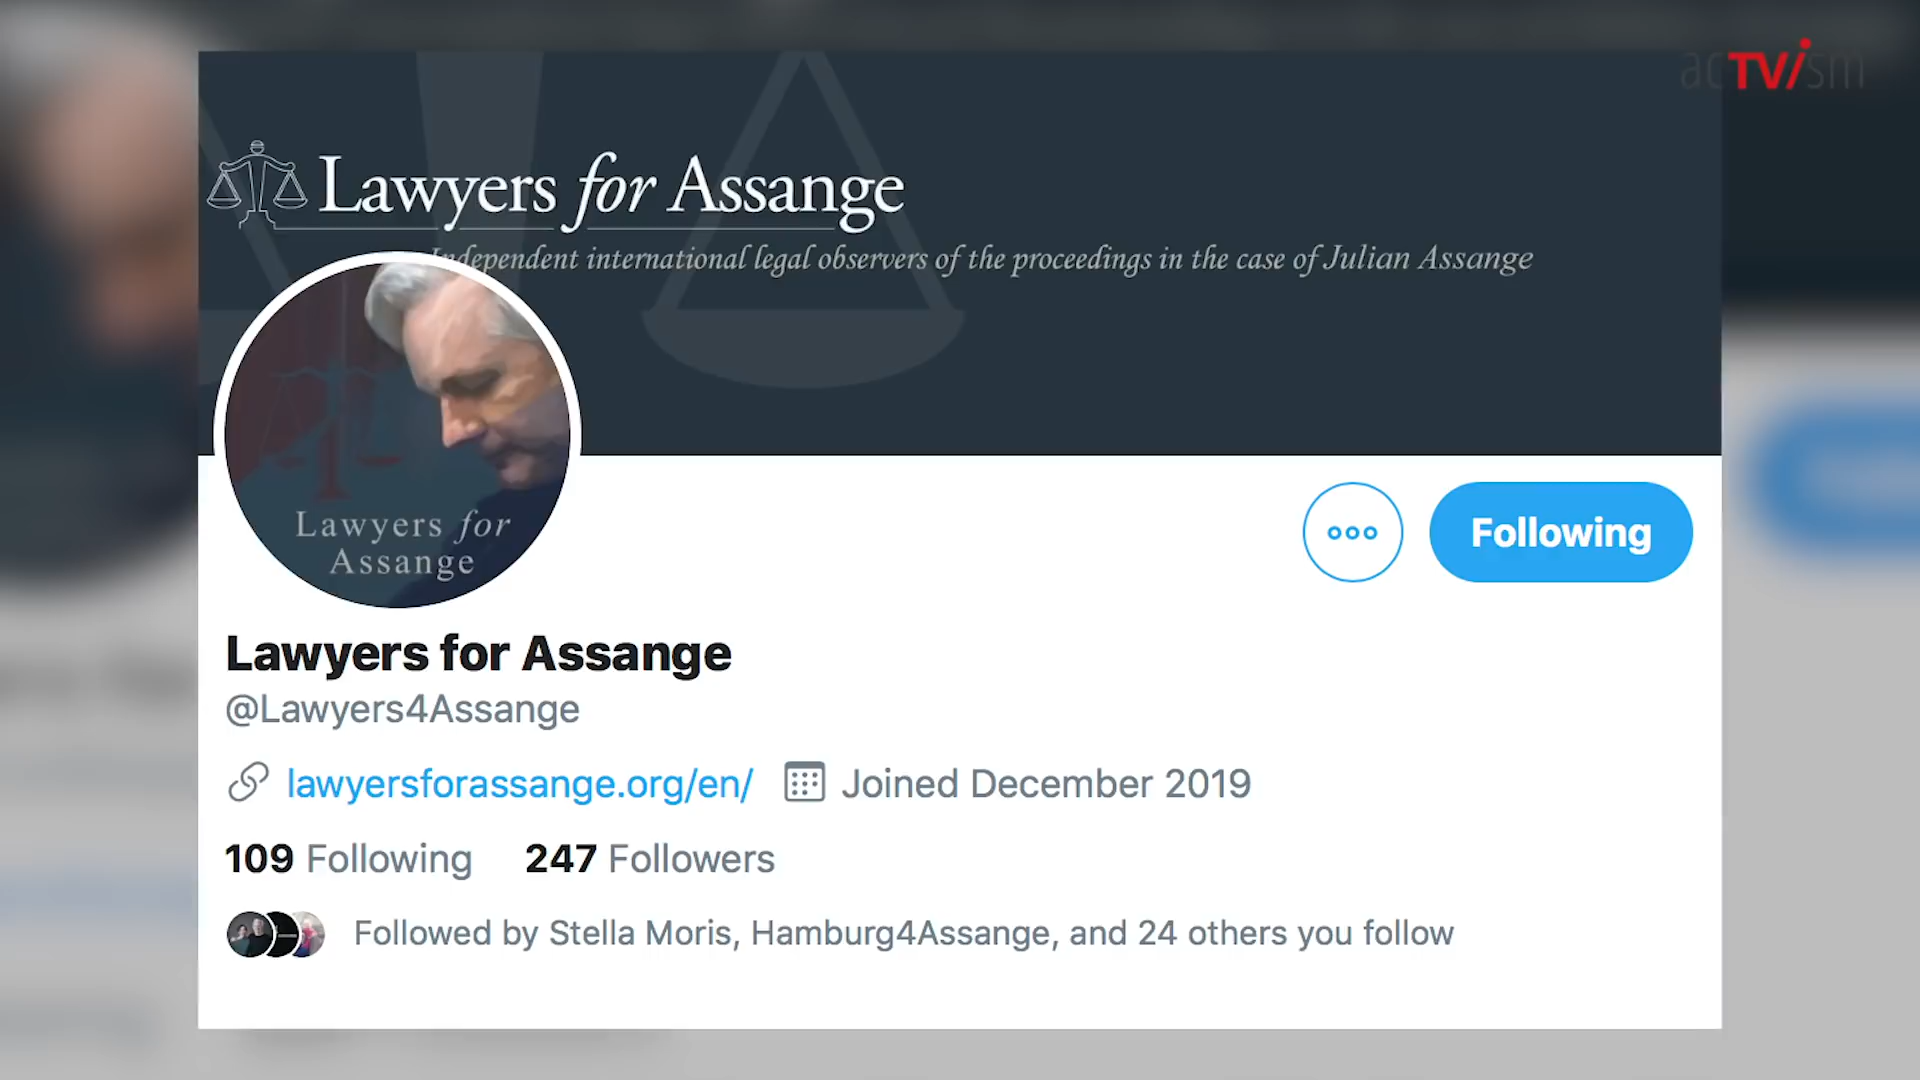 acTVism
Lawyers for Assange
Independent international legal observers of the proceedings in the case of Julian Assange
Lawyers for
Assange
Following
Lawyers for Assange
@Lawyers4Assange
lawyersforassange.org/en/ Joined December 2019
109 Following 247 Followers
Followed by Stella Moris, Hamburg4Assange, and 24 others you follow